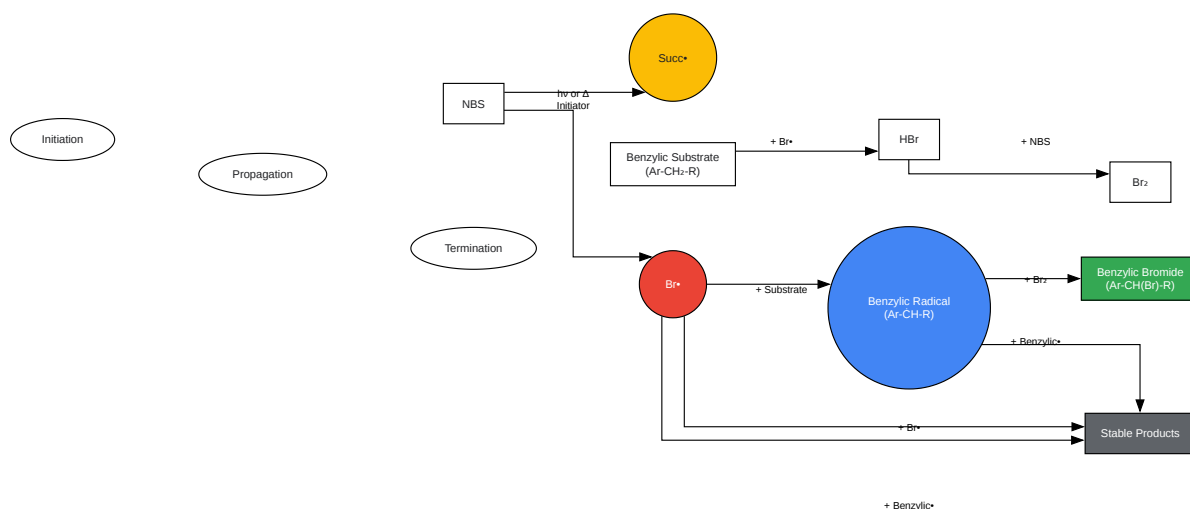 Succ•
NBS
hν or Δ
Initiator
Initiation
Propagation
Termination
Benzylic Substrate
(Ar-CH₂-R)
+ Br•
HBr
+ NBS
Br₂
Br•
+ Substrate
Benzylic Radical
(Ar-ĊH-R)
+ Br₂
Benzylic Bromide
(Ar-CH(Br)-R)
+ Benzylic•
+ Br•
Stable Products
+ Benzylic•